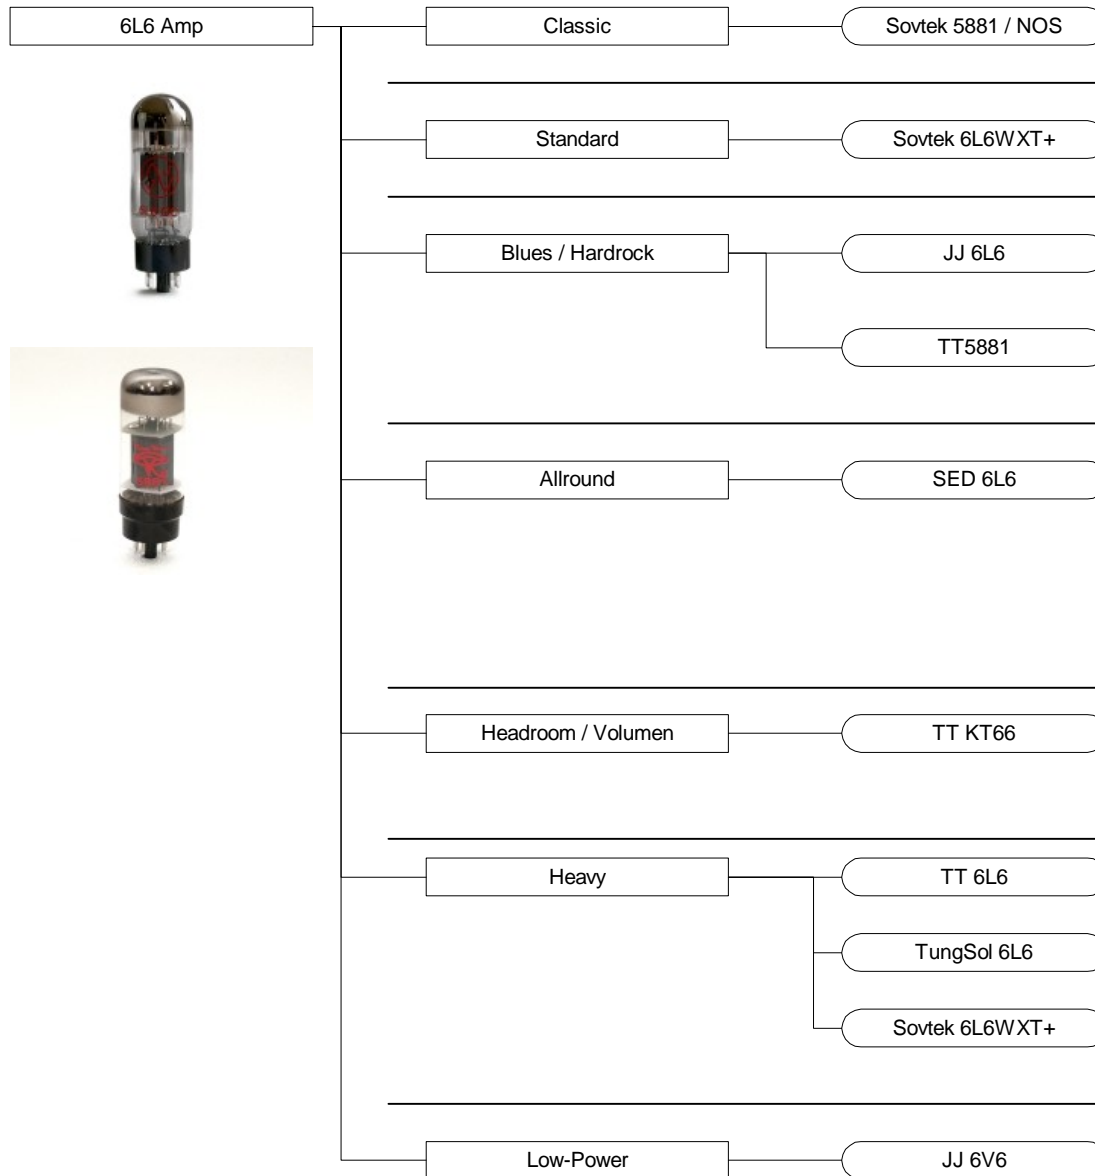 6L6 Amp
Classic
Sovtek 5881 / NOS
Standard
Sovtek 6L6WXT+
Blues / Hardrock
JJ 6L6
TT5881
Allround
SED 6L6
Headroom / Volumen
TT KT66
Heavy
TT 6L6
TungSol 6L6
Sovtek 6L6WXT+
Low-Power
JJ 6V6